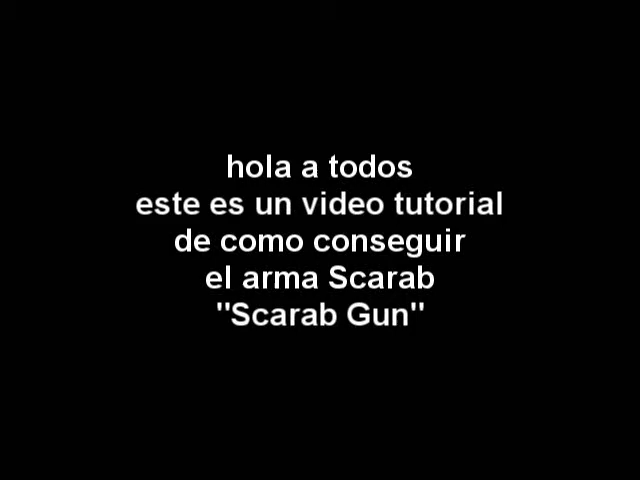 hola a todos
este es un video tutorial
de como conseguir
el arma Scarab
"Scarab Gun"